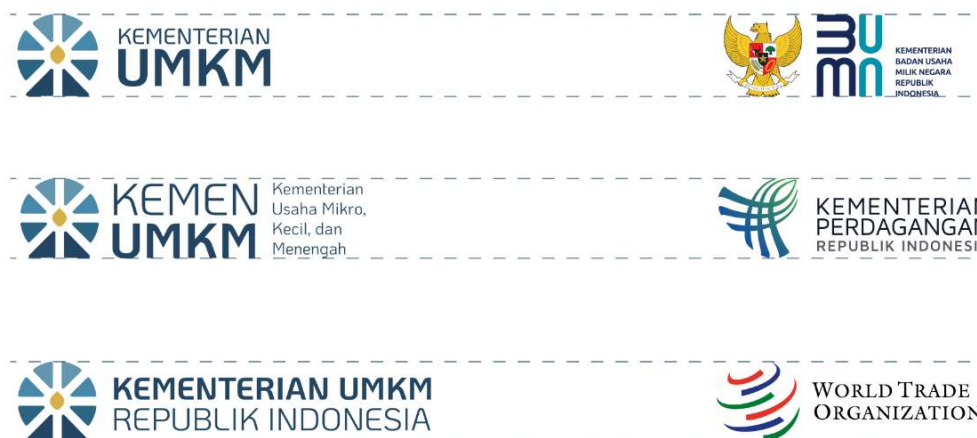 KEMENTERIAN
UMKM
BUMN
KEMENTERIAN
BADAN USAHA
MILIK NEGARA
REPUBLIK
INDONESIA
KEMEN
UMKM
Kementerian
Usaha Mikro,
Kecil, dan
Menengah
KEMENTERIAN
PERDAGANGAN
REPUBLIK INDONESIA
KEMENTERIAN UMKM
REPUBLIK INDONESIA
WORLD TRADE
ORGANIZATION